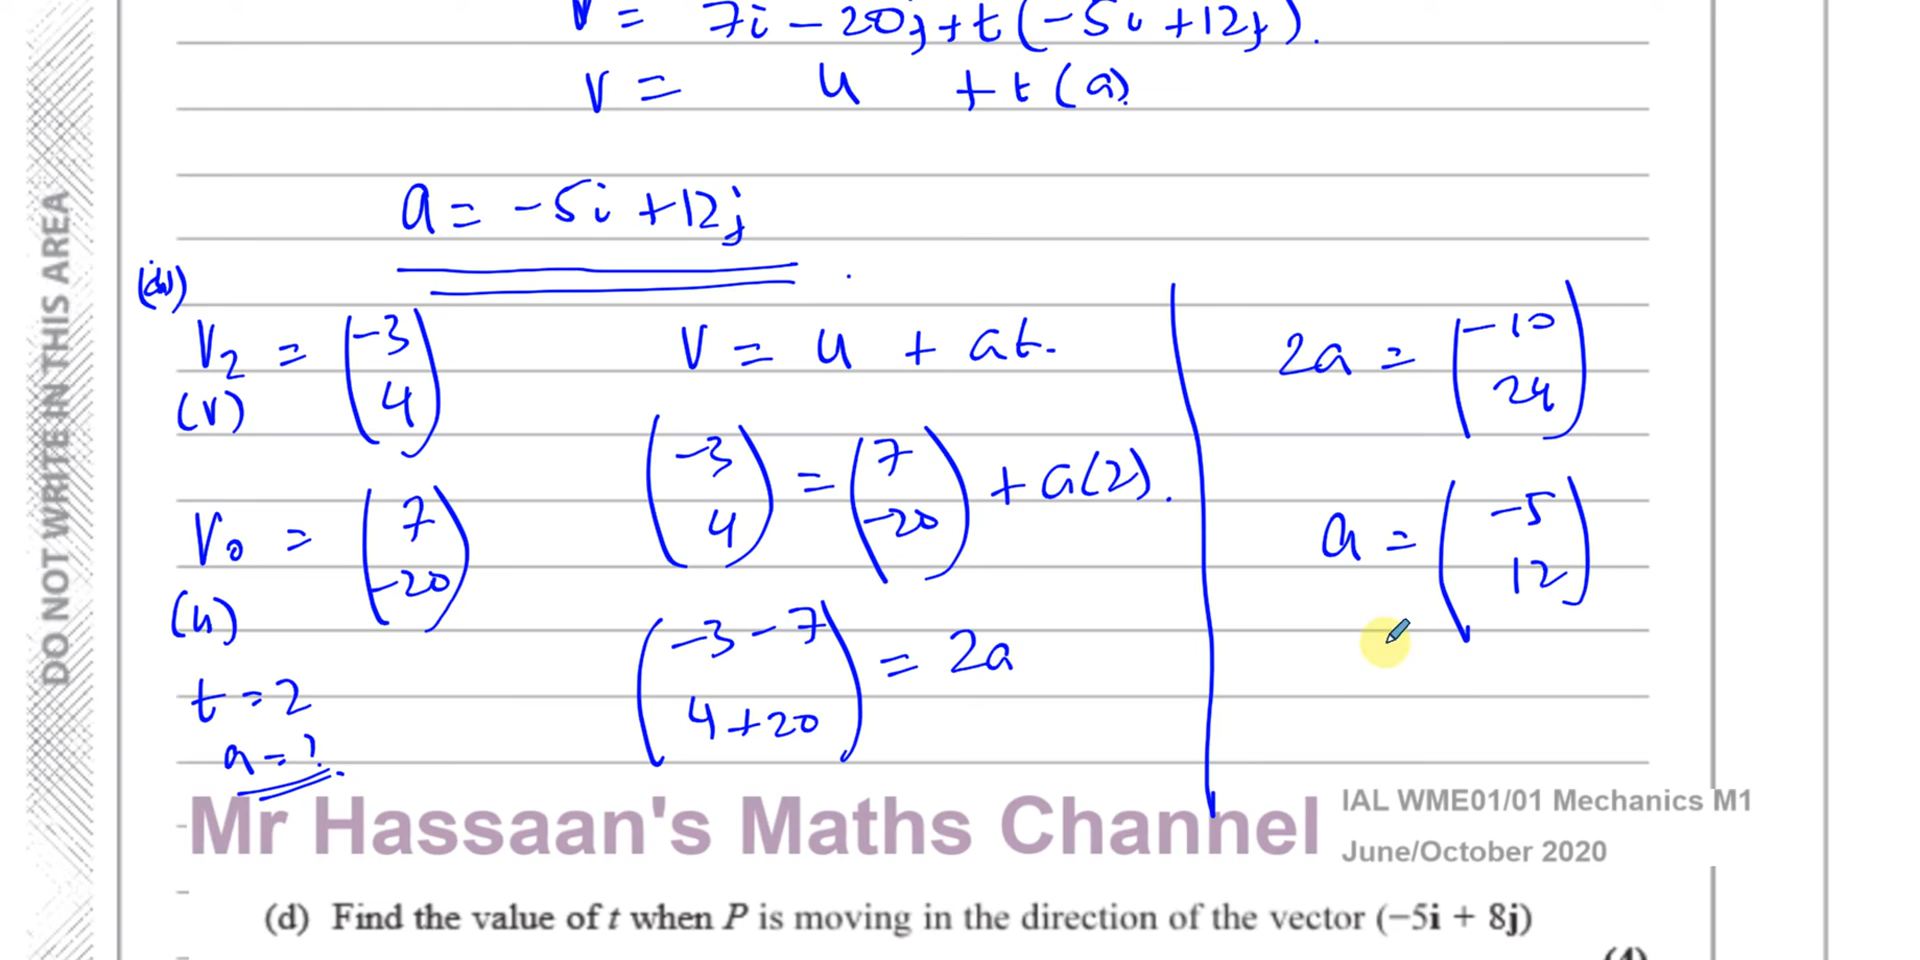 V = 7i - 20j + t(-5i + 12j).
V = u + t(a).
a = -5i + 12j
V2 = (-3 4)
(V)
V = u + at.
2a = (-10 24)
(-3 4) = (7 -20) + a(2).
a = (-5 12)
V0 = (7 -20)
(u)
(-3-7 4+20) = 2a
t = 2
a = ?
Mr Hassaan's Maths Channel
IAL WME01/01 Mechanics M1
June/October 2020
(d) Find the value of t when P is moving in the direction of the vector (−5i + 8j)
DO NOT WRITE IN THIS AREA